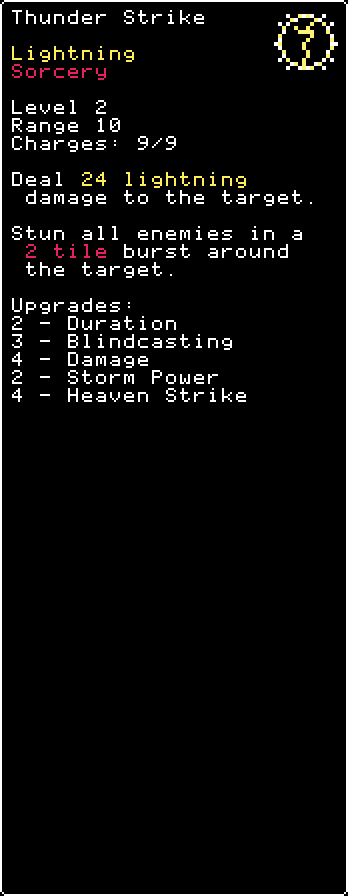 Thunder Strike
Lightning
Sorcery
Level 2
Range 10
Charges: 9/9
Deal 24 lightning
damage to the target.
Stun all enemies in a
2 tile burst around
the target.
Upgrades:
2 - Duration
3 - Blindcasting
4 - Damage
2 - Storm Power
4 - Heaven Strike